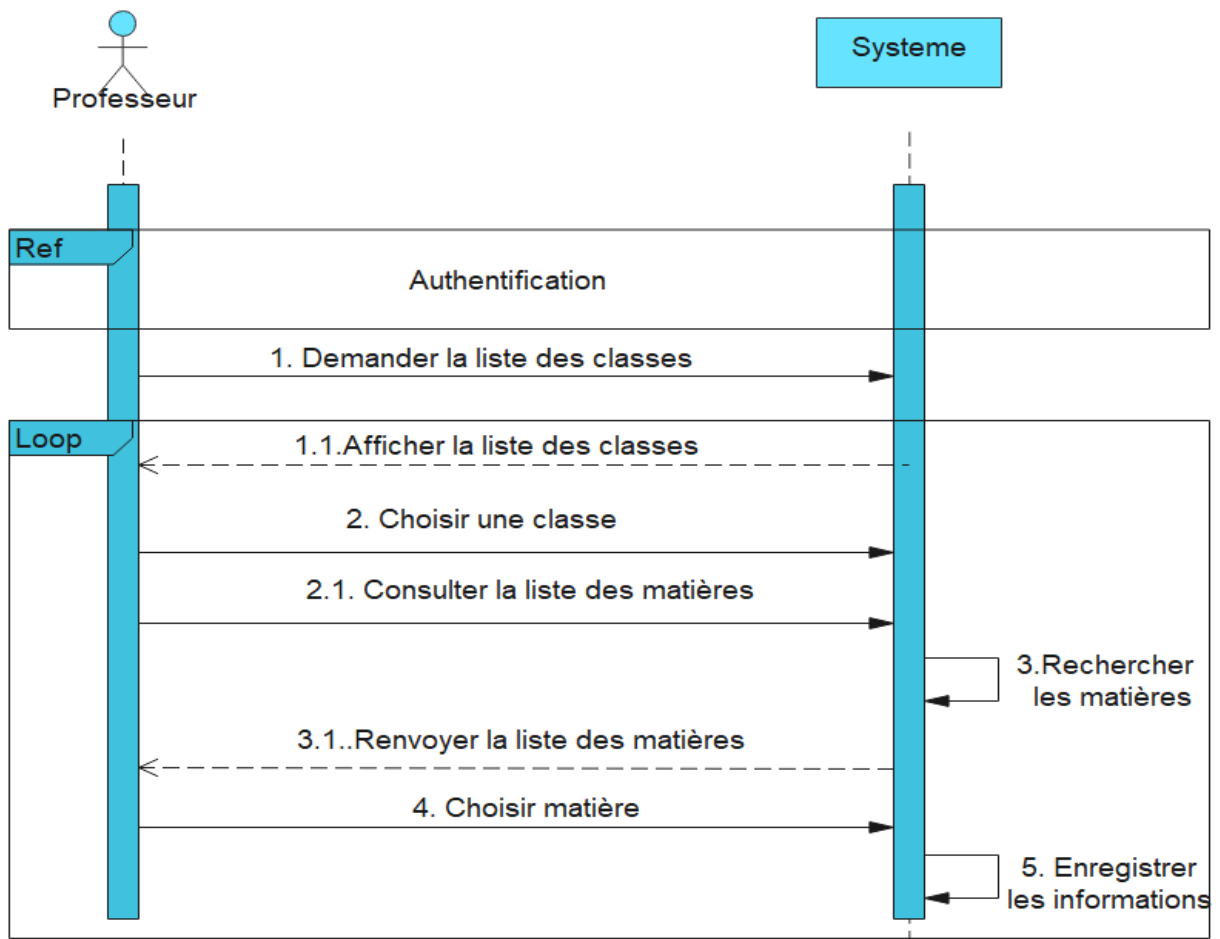 Professeur
Systeme
Ref
Authentification
1. Demander la liste des classes
Loop
1.1.Afficher la liste des classes
2. Choisir une classe
2.1. Consulter la liste des matières
3.Rechercher
les matières
3.1..Renvoyer la liste des matières
4. Choisir matière
5. Enregistrer
les informations